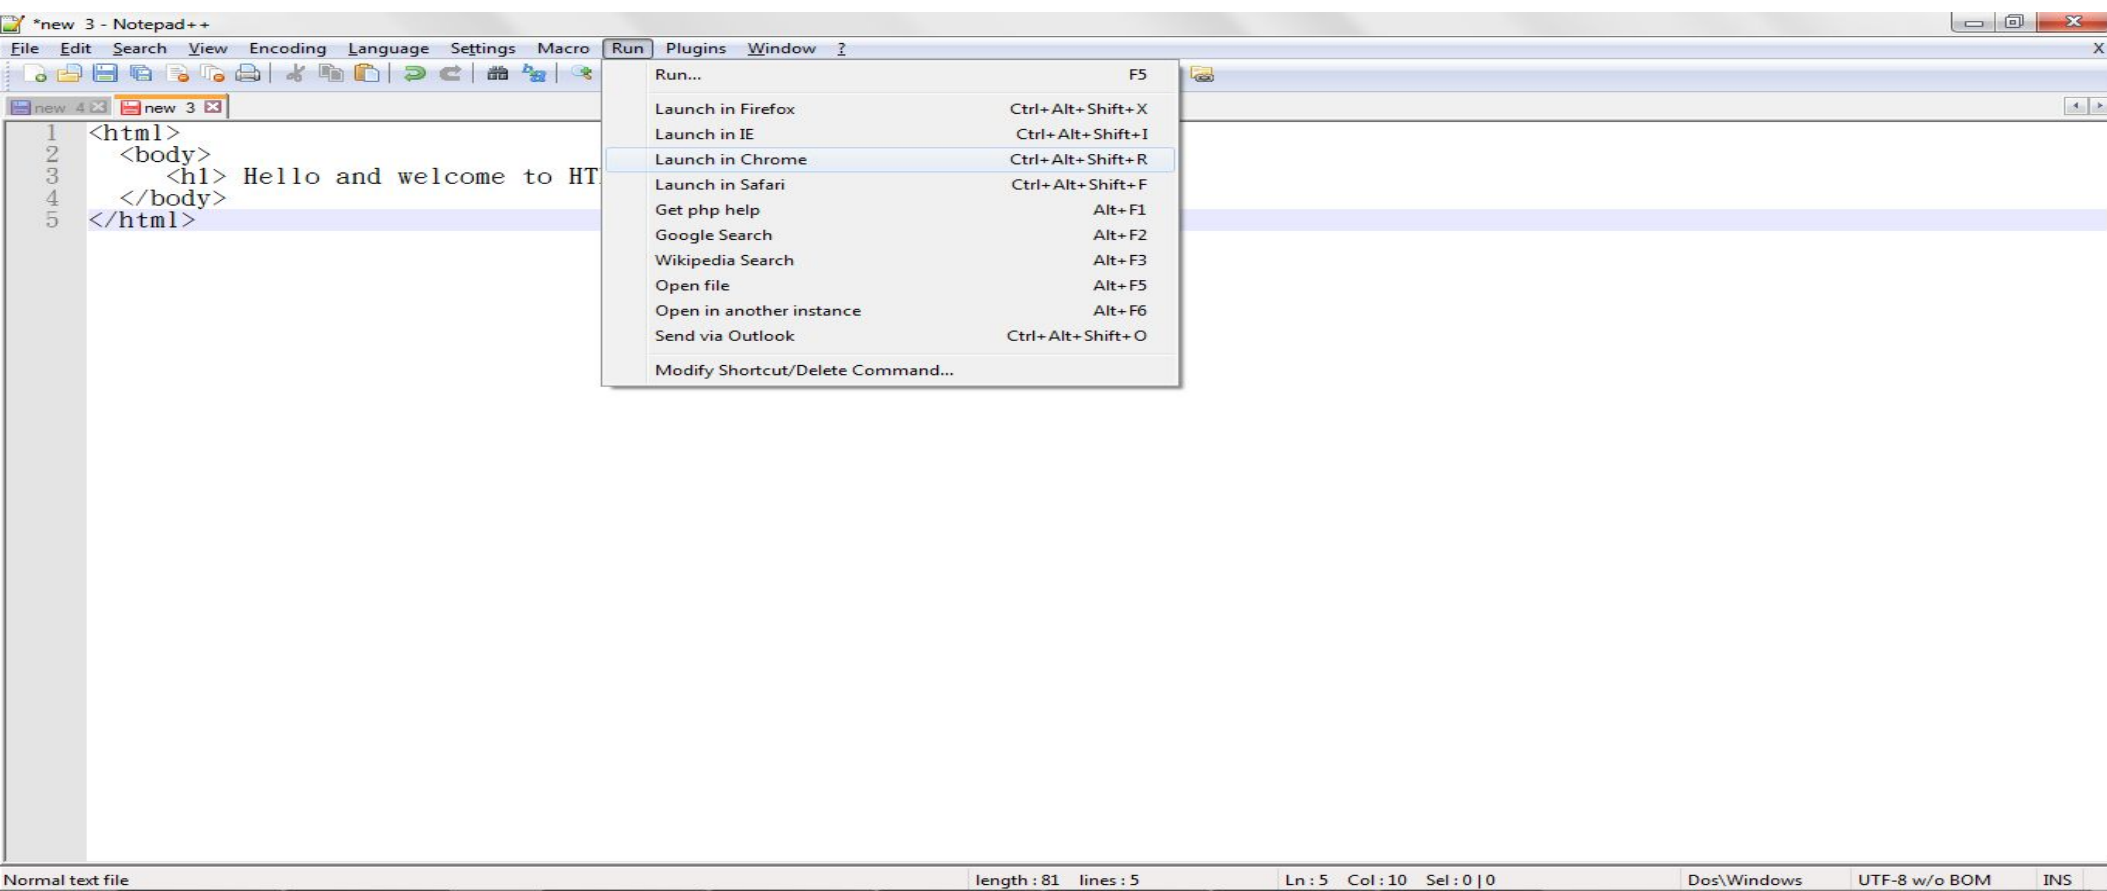 *new 3 - Notepad++
File Edit Search View Encoding Language Settings Macro Run Plugins Window ? X
new 4 new 3
Run... F5
Launch in Firefox Ctrl+Alt+Shift+X
Launch in IE Ctrl+Alt+Shift+I
Launch in Chrome Ctrl+Alt+Shift+R
Launch in Safari Ctrl+Alt+Shift+F
Get php help Alt+F1
Google Search Alt+F2
Wikipedia Search Alt+F3
Open file Alt+F5
Open in another instance Alt+F6
Send via Outlook Ctrl+Alt+Shift+O
Modify Shortcut/Delete Command...
1 <html>
2 <body>
3 <h1> Hello and welcome to HT
4 </body>
5 </html>
Normal text file length : 81 lines : 5 Ln : 5 Col : 10 Sel : 0 | 0 Dos\Windows UTF-8 w/o BOM INS